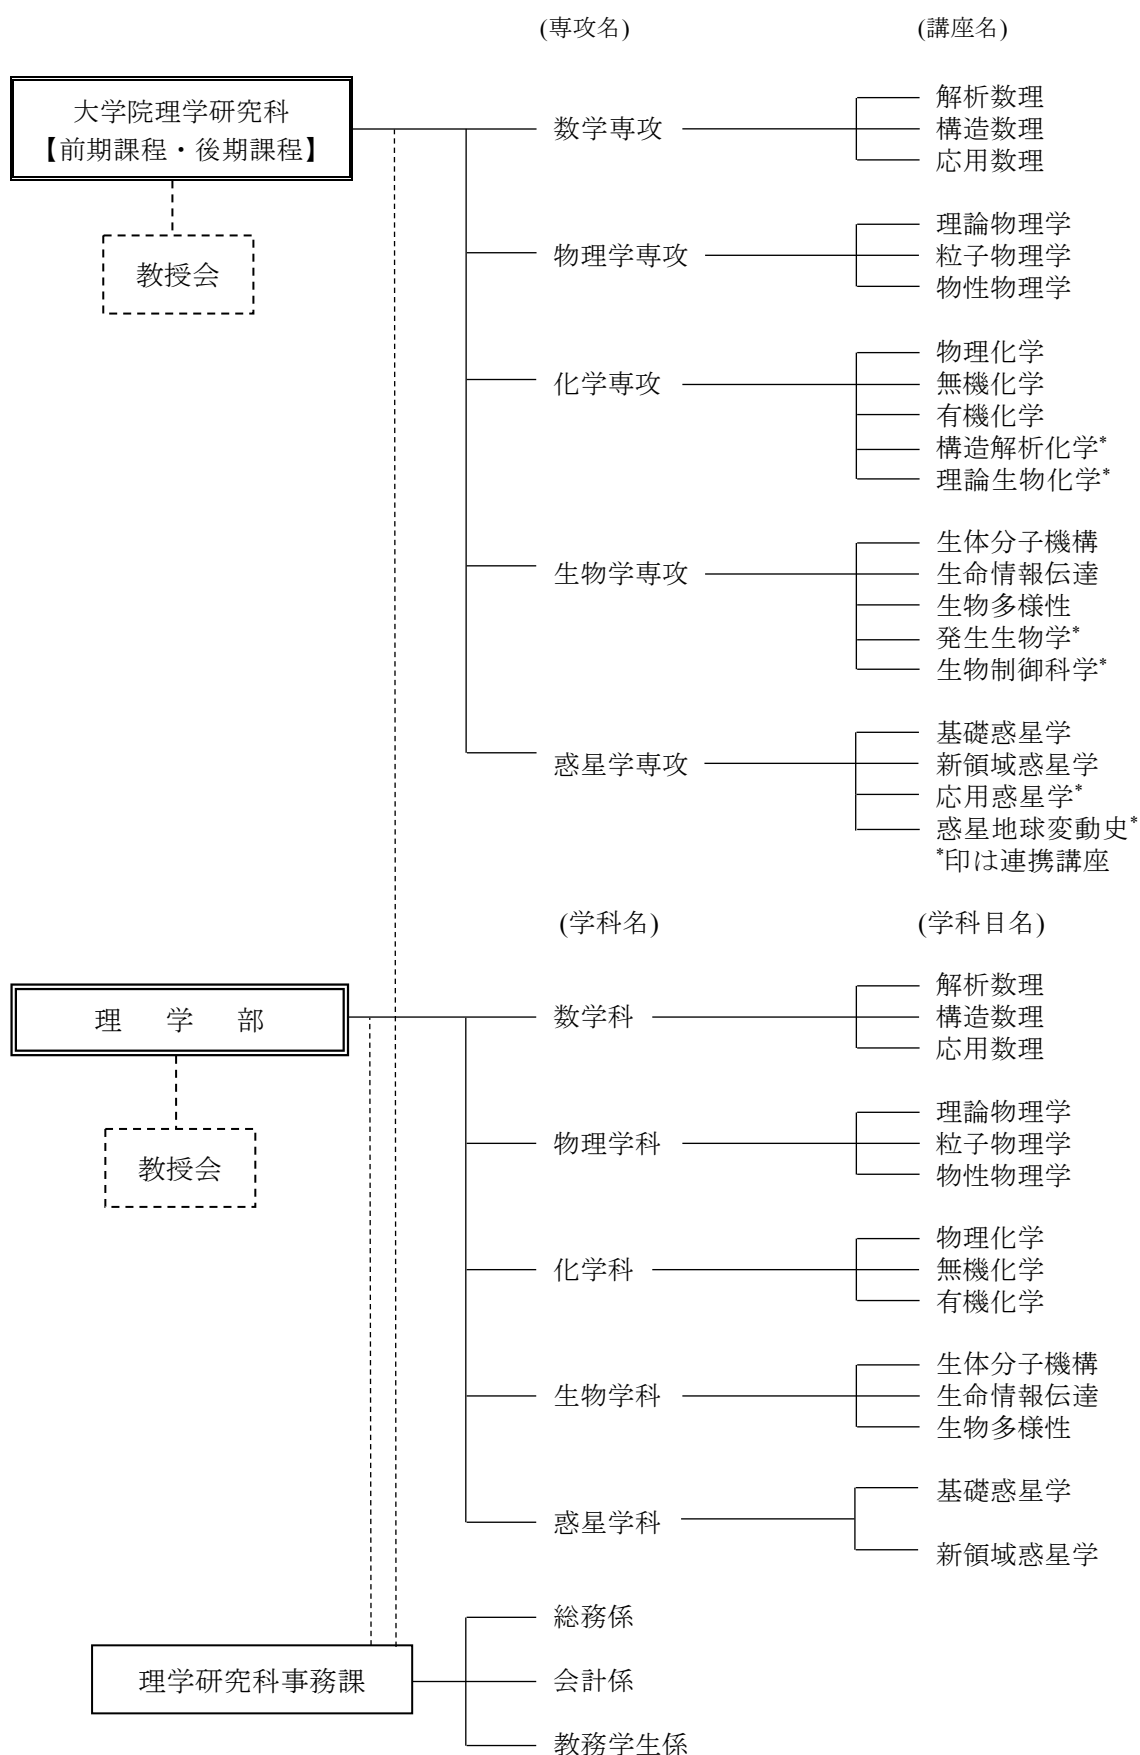 (専攻名) (講座名)
大学院理学研究科
【前期課程・後期課程】
教授会
数学専攻
解析数理
構造数理
応用数理
物理学専攻
理論物理学
粒子物理学
物性物理学
化学専攻
物理化学
無機化学
有機化学
構造解析化学*
理論生物化学*
生物学専攻
生体分子機構
生命情報伝達
生物多様性
発生生物学*
生物制御科学*
惑星学専攻
基礎惑星学
新領域惑星学
応用惑星学*
惑星地球変動史*
*印は連携講座
(学科名) (学科目名)
理 学 部
教授会
数学科
解析数理
構造数理
応用数理
物理学科
理論物理学
粒子物理学
物性物理学
化学科
物理化学
無機化学
有機化学
生物学科
生体分子機構
生命情報伝達
生物多様性
惑星学科
基礎惑星学
新領域惑星学
理学研究科事務課
総務係
会計係
教務学生係